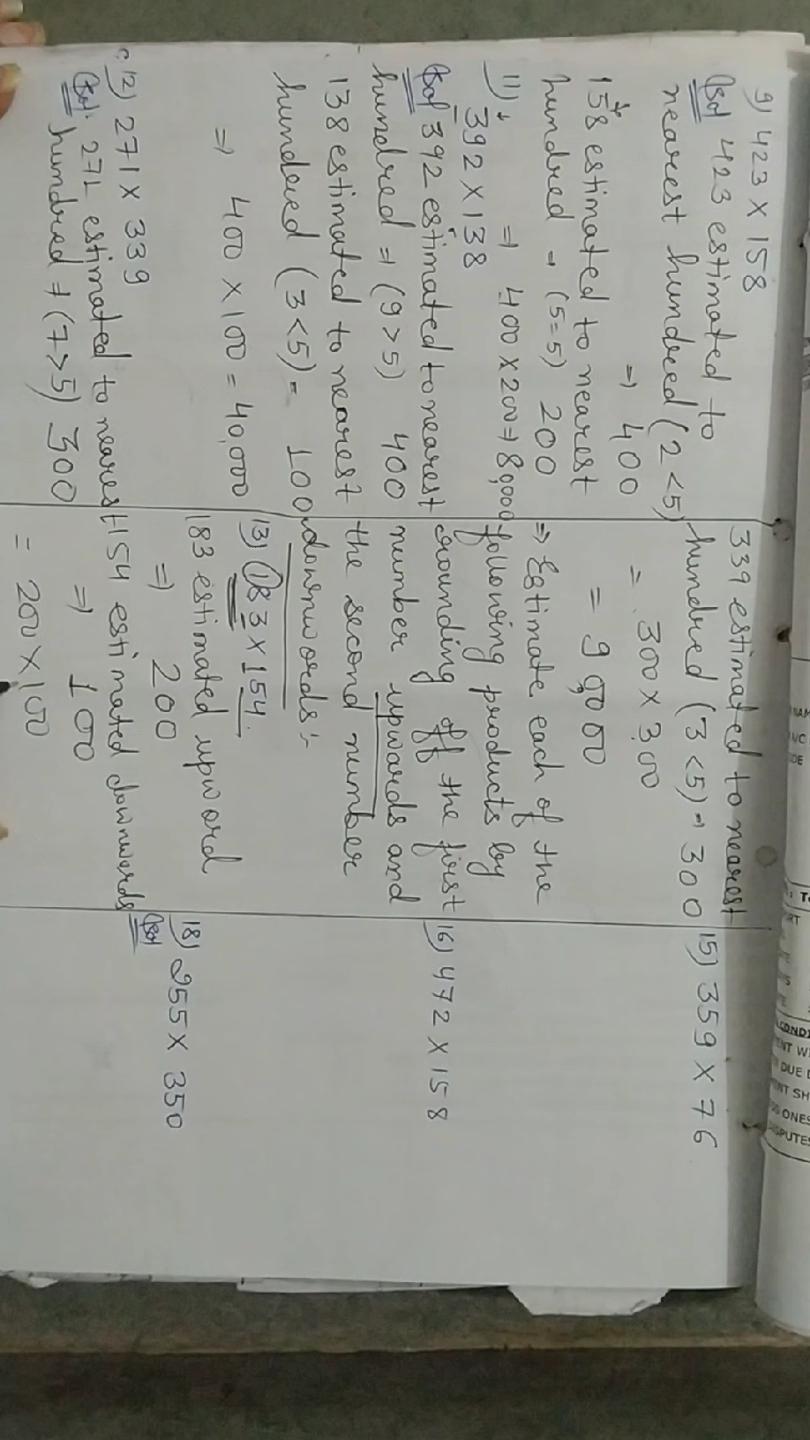 9) 423 × 158
Sol 423 estimated to
nearest hundred (2 < 5)
⇒ 400
158 estimated to nearest
hundred ⇒ (5=5) 200
⇒ 400 × 200 ⇒ 80,000
11) 392 × 138
Sol 392 estimated to nearest
hundred ⇒ (9 > 5) 400
138 estimated to nearest
hundred (3 < 5) = 100
⇒ 400 × 100 = 40,000
12) 271 × 339
Sol: 271 estimated to nearest
hundred ⇒ (7 > 5) 300
339 estimated to nearest
hundred (3 < 5) ⇒ 300
= 300 × 300
= 90,000
⇒ Estimate each of the
following products by
rounding off the first
number upwards and
the second number
downwords :-
13) 183 × 154.
183 estimated upword
⇒ 200
154 estimated downwords
⇒ 100
= 200 × 100
15) 359 × 76
16) 472 × 158
18) 255 × 350
Sol
DUE
ONES